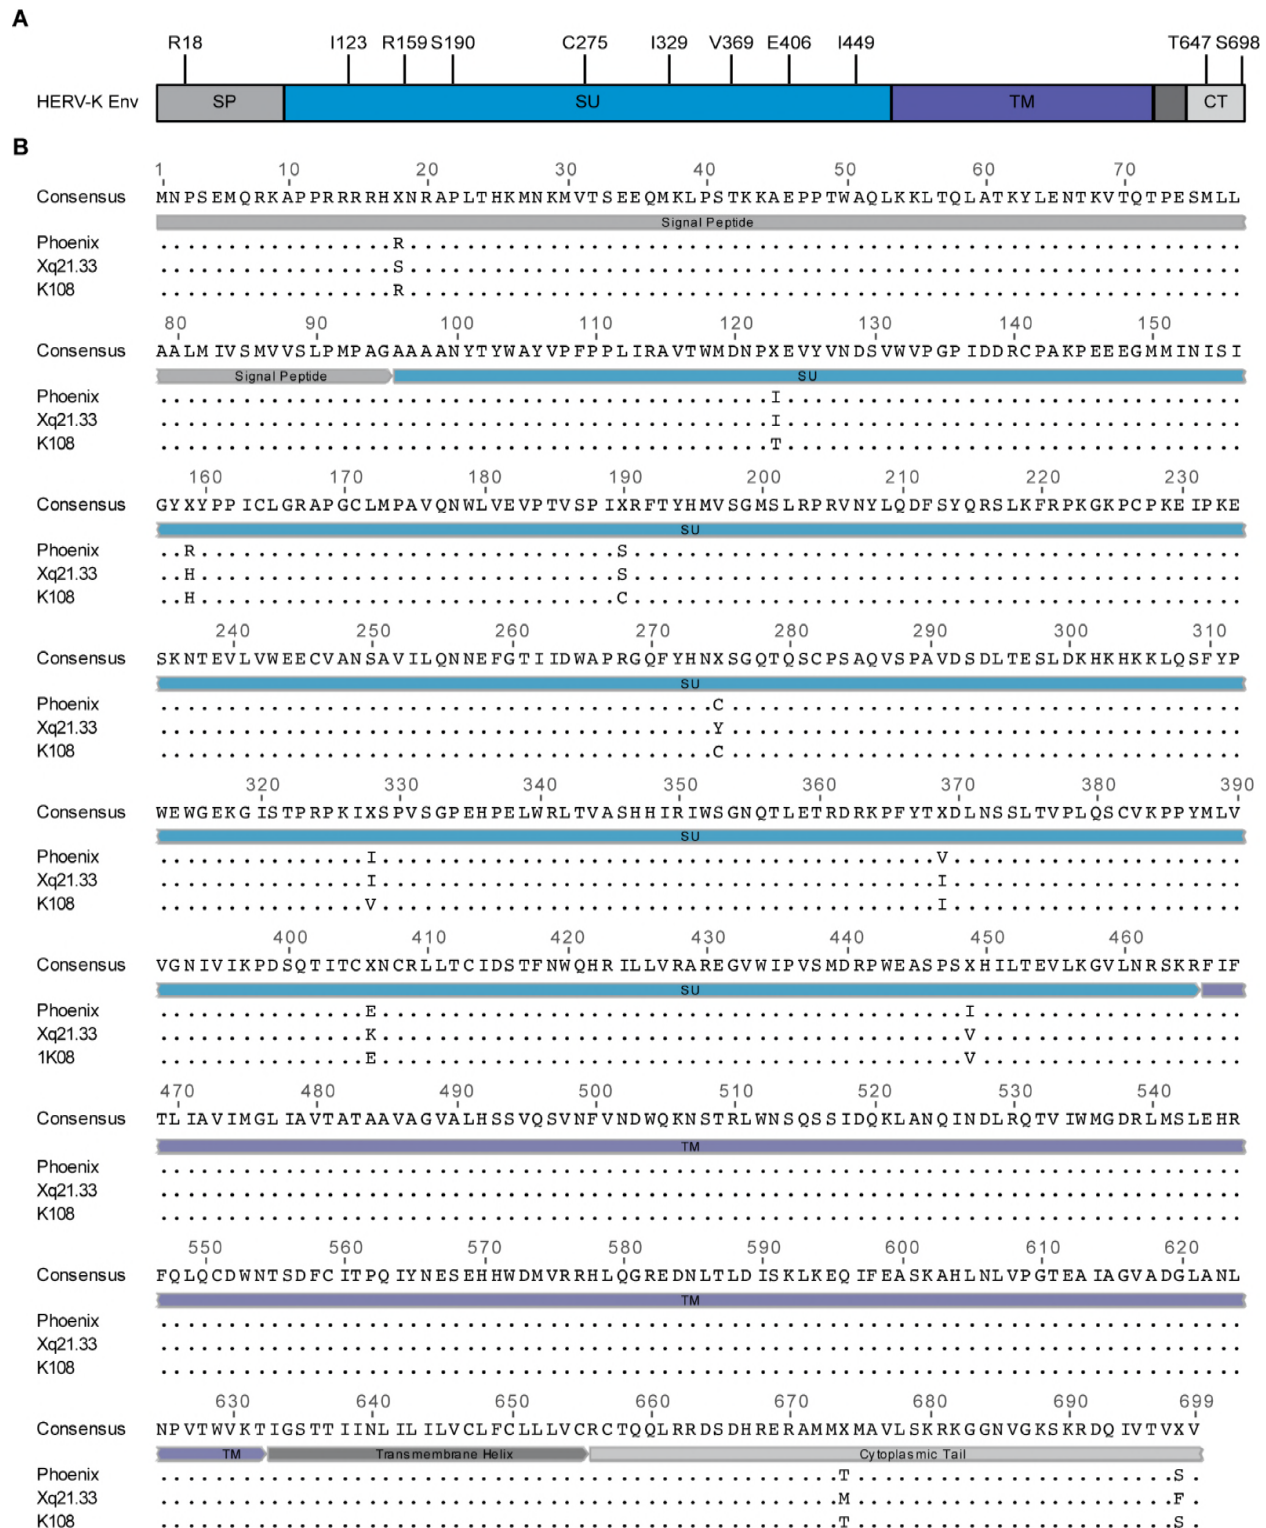 A
R18 I123 R159 S190 C275 I329 V369 E406 I449 T647 S698
HERV-K Env SP SU TM CT
B
1 10 20 30 40 50 60 70
Consensus MNPSEMQRKAPPRRRRHXNRAPLTHKMNKMVTSEEQMKLPSTKKAEPPTWAQLKKLTQLATKYLENTKVTQTPESMLL
Signal Peptide
Phoenix .................R............................................................
Xq21.33 .................S............................................................
K108 .................R............................................................
80 90 100 110 120 130 140 150
Consensus AALMIVSMVVSLPMPAGAAAANYTYWAYVPFPPLIRAVTWMDNPXEVYVNDSVWVPGPIDDRCPAKPEEEGMMINISI
Signal Peptide SU
Phoenix ............................................I.................................
Xq21.33 ............................................I.................................
K108 ............................................T.................................
160 170 180 190 200 210 220 230
Consensus GYXYPPICLGRAPGCLMPAVQNWLVEVPTVSPIXRFTYHMVSGMSLRPRVNYLQDFSYQRSLKFRPKGKPCPKEIPKE
SU
Phoenix ..R..............................S............................................
Xq21.33 ..H..............................S............................................
K108 ..H..............................C............................................
240 250 260 270 280 290 300 310
Consensus SKNTEVLVWEECVANSAVILQNNEFGTIIDWAPRGQFYHNXSGQTQSCPSAQVSPAVDSDLTESLDKHKHKKLQSFYP
SU
Phoenix ........................................C.....................................
Xq21.33 ........................................Y.....................................
K108 ........................................C.....................................
320 330 340 350 360 370 380 390
Consensus WEWGEKGISTPRPKIXSPVSGPEHPELWRLTVASHHIRIWSGNQTLETRDRKPFYTXDLNSSLTVPLQSCVKPPYMLV
SU
Phoenix ...............I........................................V.....................
Xq21.33 ...............I........................................I.....................
K108 ...............V........................................I.....................
400 410 420 430 440 450 460
Consensus VGNIVIKPDSQTITCXNCRLLTCIDSTFNWQHRILLVRAREGVWIPVSMDRPWEASPSXHILTEVLKGVLNRSKRFIF
SU
Phoenix ...............E..........................................I...................
Xq21.33 ...............K..........................................V...................
1K08 ...............E..........................................V...................
470 480 490 500 510 520 530 540
Consensus TLIAVIMGLIAVTATAAVAGVALHSSVQSVNFVNDWQKNSTRLWNSQSSIDQKLANQINDLRQTVIWMGDRLMSLEHR
TM
Phoenix ..............................................................................
Xq21.33 ..............................................................................
K108 ..............................................................................
550 560 570 580 590 600 610 620
Consensus FQLQCDWNTSDFCITPQIYNESEHHWDMVRRHLQGREDNLTLDISKLKEQIFEASKAHLNLVPGTEAIAGVADGLANL
TM
Phoenix ..............................................................................
Xq21.33 ..............................................................................
K108 ..............................................................................
630 640 650 660 670 680 690 699
Consensus NPVTWVKTIGSTTIINLILILVCLFCLLLVCRCTQQLRRDSDHRERAMMXMAVLSKRKGGNVGKSKRDQIVTVXV
TM Transmembrane Helix Cytoplasmic Tail
Phoenix .................................................T.......................S.
Xq21.33 .................................................M.......................F.
K108 .................................................T.......................S.